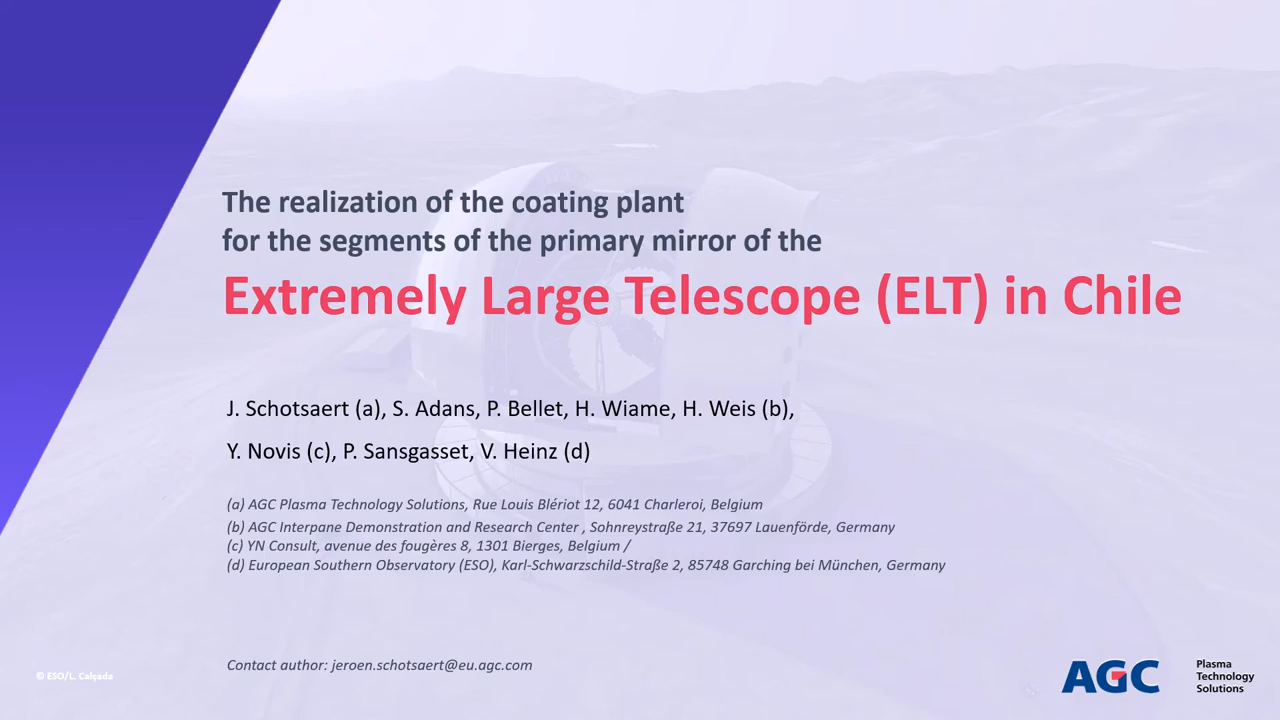 The realization of the coating plant
for the segments of the primary mirror of the
Extremely Large Telescope (ELT) in Chile
J. Schotsaert (a), S. Adans, P. Bellet, H. Wiame, H. Weis (b),
Y. Novis (c), P. Sansgasset, V. Heinz (d)
(a) AGC Plasma Technology Solutions, Rue Louis Blériot 12, 6041 Charleroi, Belgium
(b) AGC Interpane Demonstration and Research Center , Sohnreystraße 21, 37697 Lauenförde, Germany
(c) YN Consult, avenue des fougères 8, 1301 Bierges, Belgium /
(d) European Southern Observatory (ESO), Karl-Schwarzschild-Straße 2, 85748 Garching bei München, Germany
Contact author: jeroen.schotsaert@eu.agc.com
© ESO/L. Calçada
AGC
Plasma
Technology
Solutions